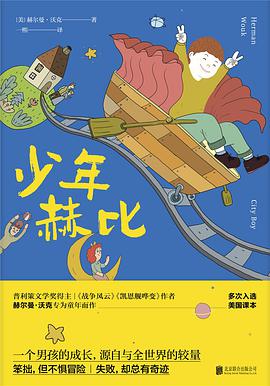 [美] 赫尔曼·沃克——著
一熙——译
Herman Wouk
City Boy
少年
赫比
普利策文学奖得主 |《战争风云》《凯恩舰哗变》作者
赫尔曼·沃克专为童年而作
多次入选
美国课本
一个男孩的成长，源自与全世界的较量
笨拙，但不惧冒险 | 失败，却总有奇迹
北京联合出版公司